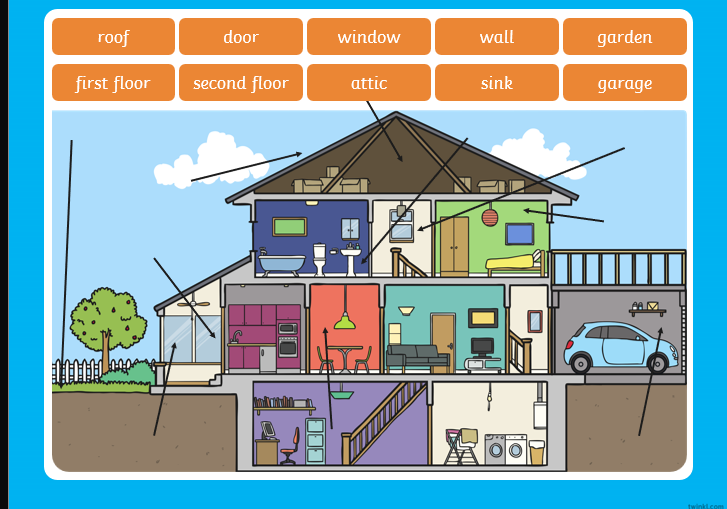 roof door window wall garden
first floor second floor attic sink garage
twinkl.com